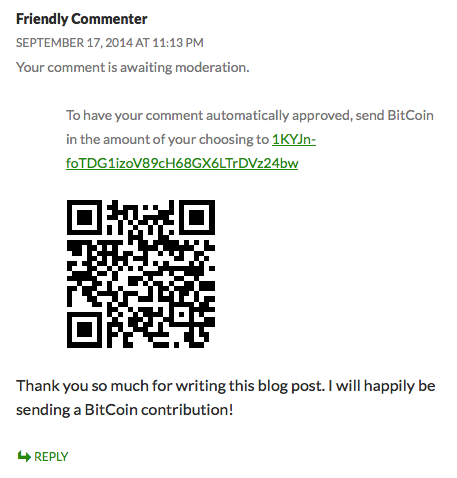 Friendly Commenter
SEPTEMBER 17, 2014 AT 11:13 PM
Your comment is awaiting moderation.
To have your comment automatically approved, send BitCoin
in the amount of your choosing to 1KYJn-
foTDG1izoV89cH68GX6LTrDVz24bw
Thank you so much for writing this blog post. I will happily be
sending a BitCoin contribution!
REPLY